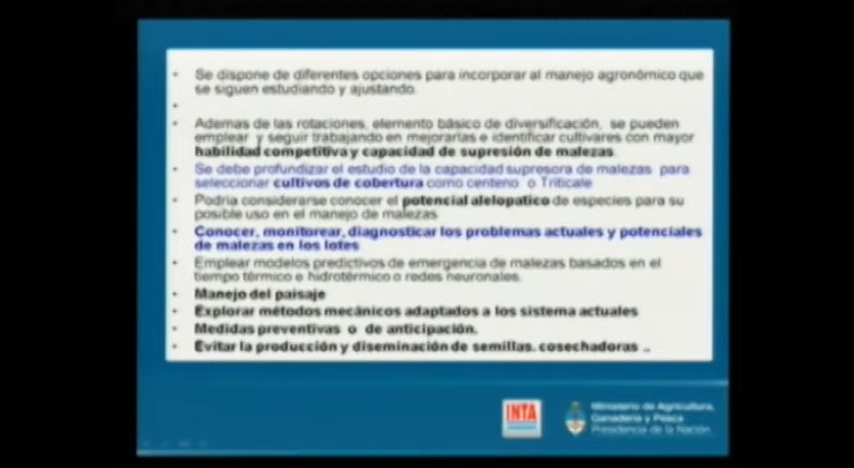 Se dispone de diferentes opciones para incorporar al manejo agronómico que
se siguen estudiando y ajustando.
Ademas de las rotaciones, elemento básico de diversificación, se pueden
emplear y seguir trabajando en mejorarlas e identificar cultivares con mayor
habilidad competitiva y capacidad de supresión de malezas.
Se debe profundizar el estudio de la capacidad supresora de malezas para
seleccionar cultivos de cobertura como centeno o Triticale
Podria considerarse conocer el potencial alelopatico de especies para su
posible uso en el manejo de malezas
Conocer, monitorear, diagnosticar los problemas actuales y potenciales
de malezas en los lotes
Emplear modelos predictivos de emergencia de malezas basados en el
tiempo térmico e hidrotérmico o redes neuronales.
Manejo del paisaje
Explorar métodos mecánicos adaptados a los sistema actuales
Medidas preventivas o de anticipación.
Evitar la producción y diseminación de semillas. cosechadoras ..
INTA
Ministerio de Agricultura,
Ganadería y Pesca
Presidencia de la Nación